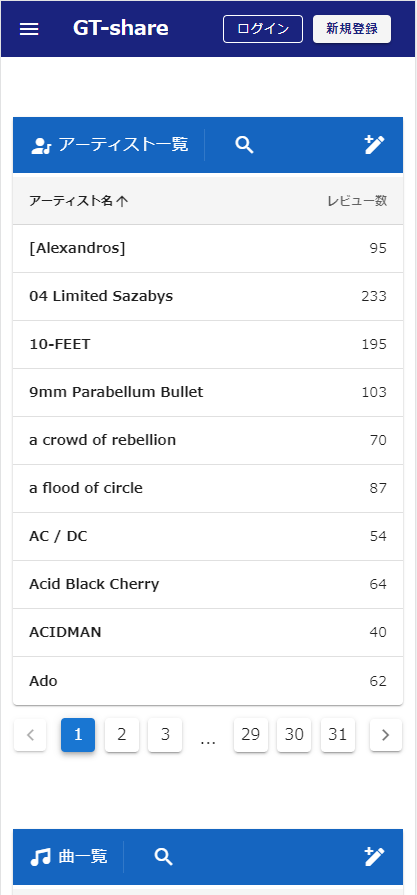 GT-share ログイン 新規登録
アーティスト一覧
アーティスト名 レビュー数
[Alexandros] 95
04 Limited Sazabys 233
10-FEET 195
9mm Parabellum Bullet 103
a crowd of rebellion 70
a flood of circle 87
AC / DC 54
Acid Black Cherry 64
ACIDMAN 40
Ado 62
1 2 3 ... 29 30 31
曲一覧